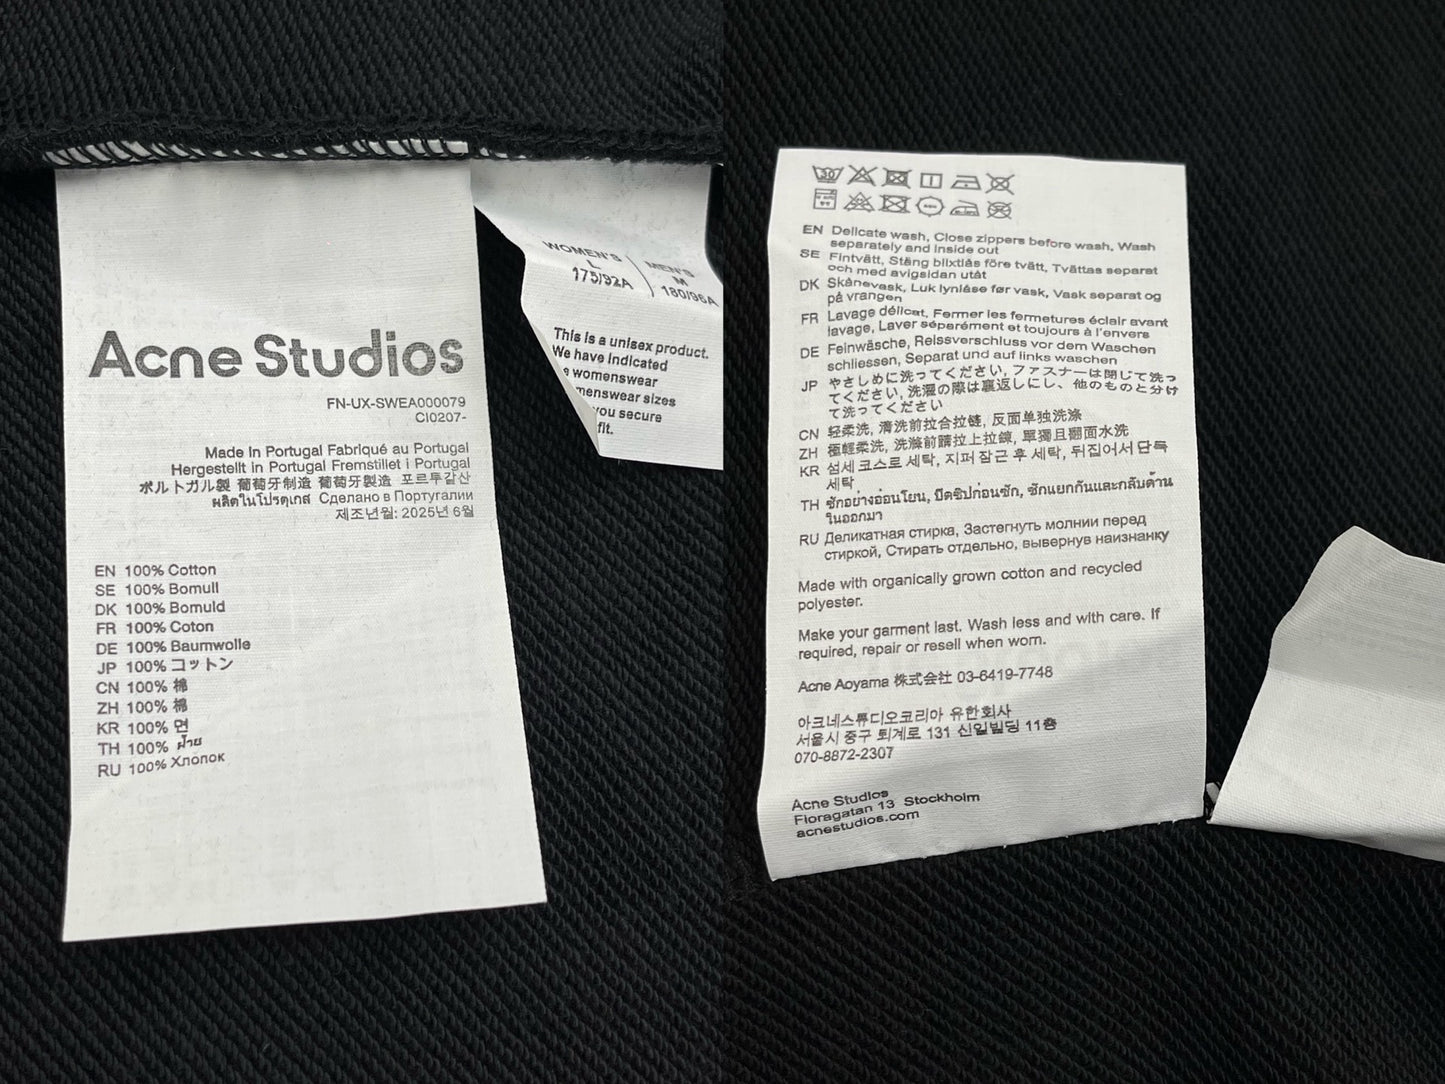 Acne Studios
FN-UX-SWEA000079
CI0207-
Made in Portugal Fabriqué au Portugal
Hergestellt in Portugal Fremstillet i Portugal
ポルトガル製 葡萄牙制造 葡萄牙製造 포르투갈산
ผลิตในโปรตุเกส Сделано в Португалии
제조년월: 2025년 6월
EN 100% Cotton
SE 100% Bomull
DK 100% Bomuld
FR 100% Coton
DE 100% Baumwolle
JP 100% コットン
CN 100% 棉
ZH 100% 棉
KR 100% 면
TH 100% ฝ้าย
RU 100% Хлопок
WOMEN'S
L
175/92A
MEN'S
M
180/96A
This is a unisex product.
We have indicated
womenswear
menswear sizes
you secure
fit.
30
EN Delicate wash, Close zippers before wash, Wash
separately and inside out
SE Fintvätt, Stäng blixtlås före tvätt, Tvättas separat
och med avigsidan utåt
DK Skånevask, Luk lynlåse før vask, Vask separat og
på vrangen
FR Lavage délicat, Fermer les fermetures éclair avant
lavage, Laver séparément et toujours à l'envers
DE Feinwäsche, Reissverschluss vor dem Waschen
schliessen, Separat und auf links waschen
JP やさしめに洗ってください, ファスナーは閉じて洗っ
てください, 洗濯の際は裏返しにし、他のものと分け
て洗ってください
CN 轻柔洗, 清洗前拉合拉链, 反面单独洗涤
ZH 極輕柔洗, 洗滌前請拉上拉鍊, 單獨且翻面水洗
KR 섬세 코스로 세탁, 지퍼 잠근 후 세탁, 뒤집어서 단독
세탁
TH ซักอย่างอ่อนโยน, ปิดซิปก่อนซัก, ซักแยกกันและกลับด้าน
ในออกมา
RU Деликатная стирка, Застегнуть молнии перед
стиркой, Стирать отдельно, вывернув наизнанку
Made with organically grown cotton and recycled
polyester.
Make your garment last. Wash less and with care. If
required, repair or resell when worn.
Acne Aoyama 株式会社 03-6419-7748
아크네스튜디오코리아 유한회사
서울시 중구 퇴계로 131 신일빌딩 11층
070-8872-2307
Acne Studios
Floragatan 13 Stockholm
acnestudios.com